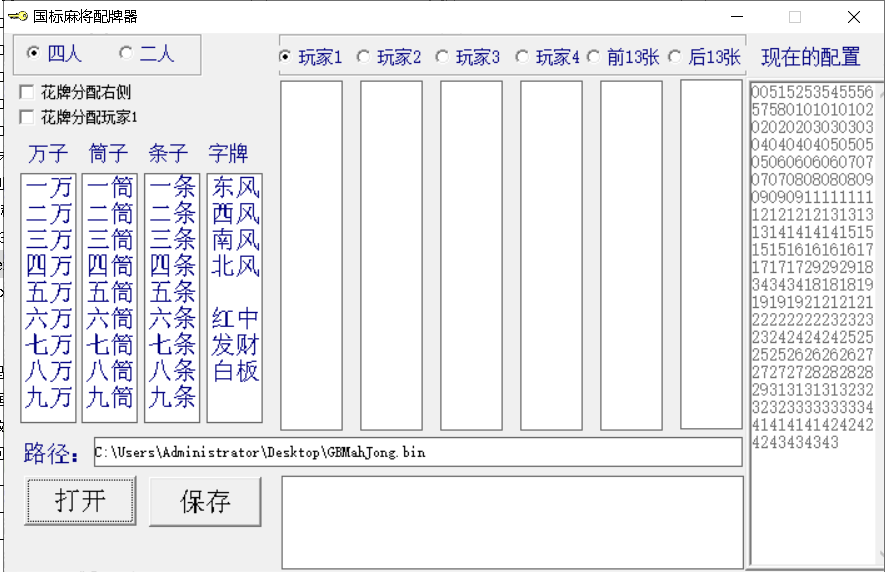 国标麻将配牌器
四人 二人
花牌分配右侧
花牌分配玩家1
万子 筒子 条子 字牌
一万 一筒 一条 东风
二万 二筒 二条 西风
三万 三筒 三条 南风
四万 四筒 四条 北风
五万 五筒 五条
六万 六筒 六条 红中
七万 七筒 七条 发财
八万 八筒 八条 白板
九万 九筒 九条
玩家1 玩家2 玩家3 玩家4 前13张 后13张
现在的配置
00515253545556
57580101010102
02020203030303
04040404050505
05060606060707
07070808080809
09090911111111
12121212131313
13141414141515
15151616161617
17171729292918
34343418181819
19191921212121
22222222232323
23242424242525
25252626262627
27272728282828
29313131313232
32323333333334
41414141424242
4243434343
路径: C:\Users\Administrator\Desktop\GBMahJong.bin
打开 保存